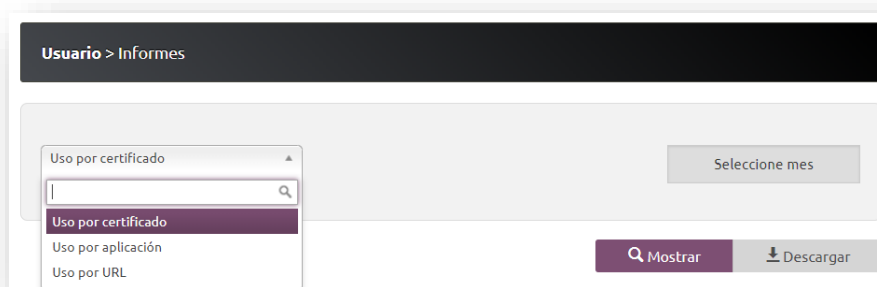 Usuario > Informes
Uso por certificado
Seleccione mes
Uso por certificado
Uso por aplicación
Uso por URL
Mostrar
Descargar